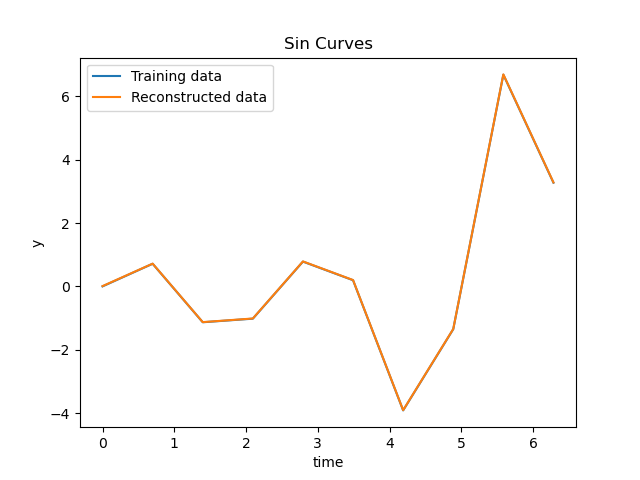 Sin Curves
Training data
Reconstructed data
6
4
2
0
−2
−4
y
0 1 2 3 4 5 6
time